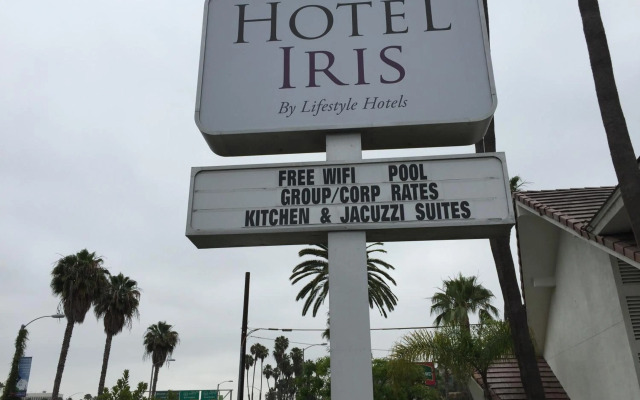 HOTEL
IRIS
By Lifestyle Hotels
FREE WIFI POOL
GROUP/CORP RATES
KITCHEN & JACUZZI SUITES